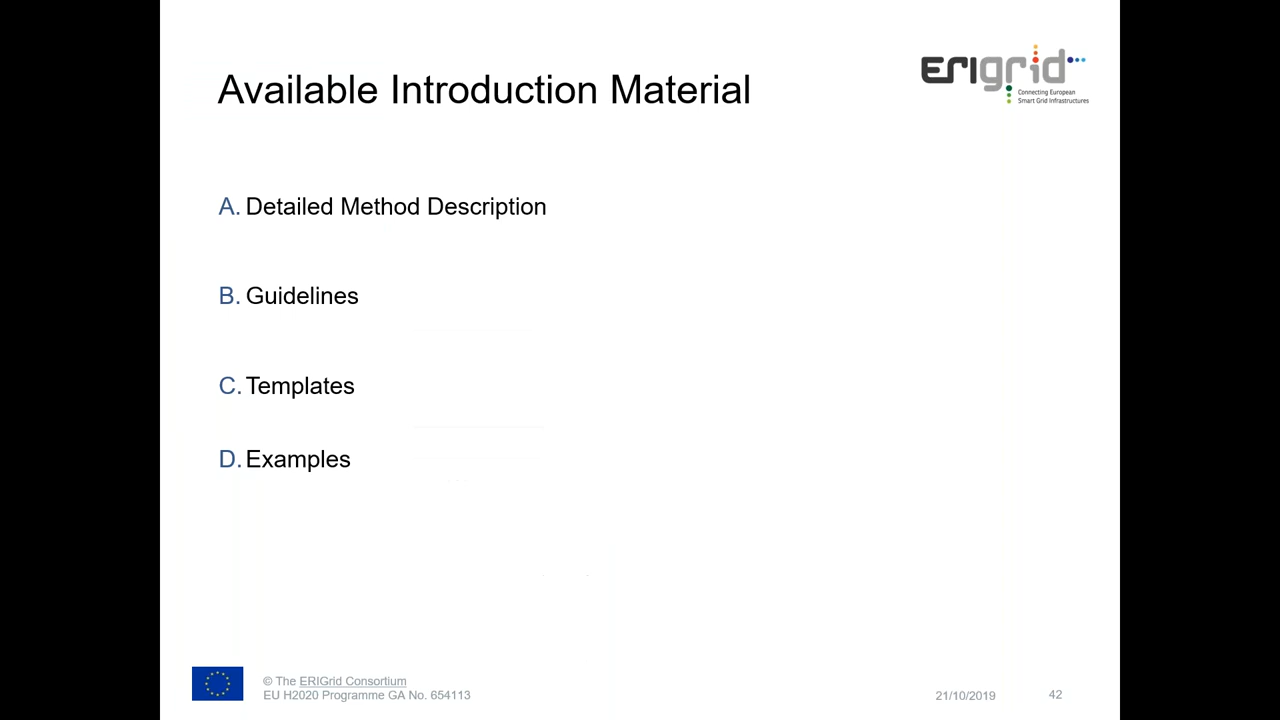 Available Introduction Material
ERIgrid
Connecting European
Smart Grid Infrastructures
A. Detailed Method Description
B. Guidelines
C. Templates
D. Examples
© The ERIGrid Consortium
EU H2020 Programme GA No. 654113
21/10/2019
42